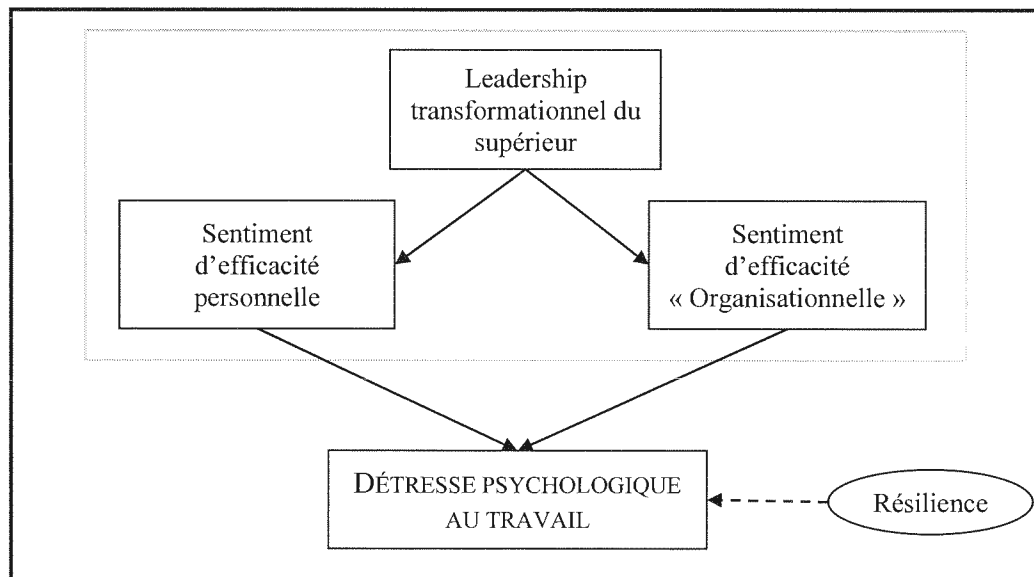 Leadership
transformationnel du
supérieur
Sentiment
d'efficacité
personnelle
Sentiment
d'efficacité
« Organisationnelle »
DÉTRESSE PSYCHOLOGIQUE
AU TRAVAIL
Résilience